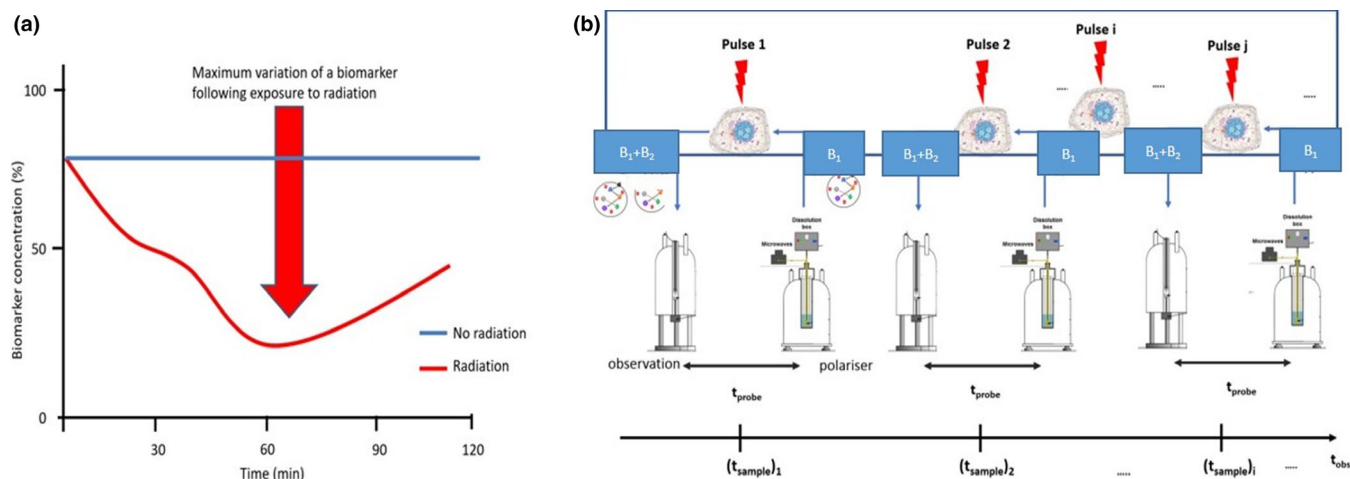 (a)
Maximum variation of a biomarker
following exposure to radiation
100
50
0
Biomarker concentration (%)
30
60
90
120
Time (min)
No radiation
Radiation
(b)
Pulse 1
Pulse 2
Pulse i
Pulse j
.....
.....
.....
B1+B2
B1
B1+B2
B1
B1+B2
B1
Dissolution
box
Microwaves
Dissolution
box
Microwaves
Dissolution
box
Microwaves
observation
polariser
tprobe
tprobe
tprobe
(tsample)1
(tsample)2
.....
(tsample)i
.....
tobs